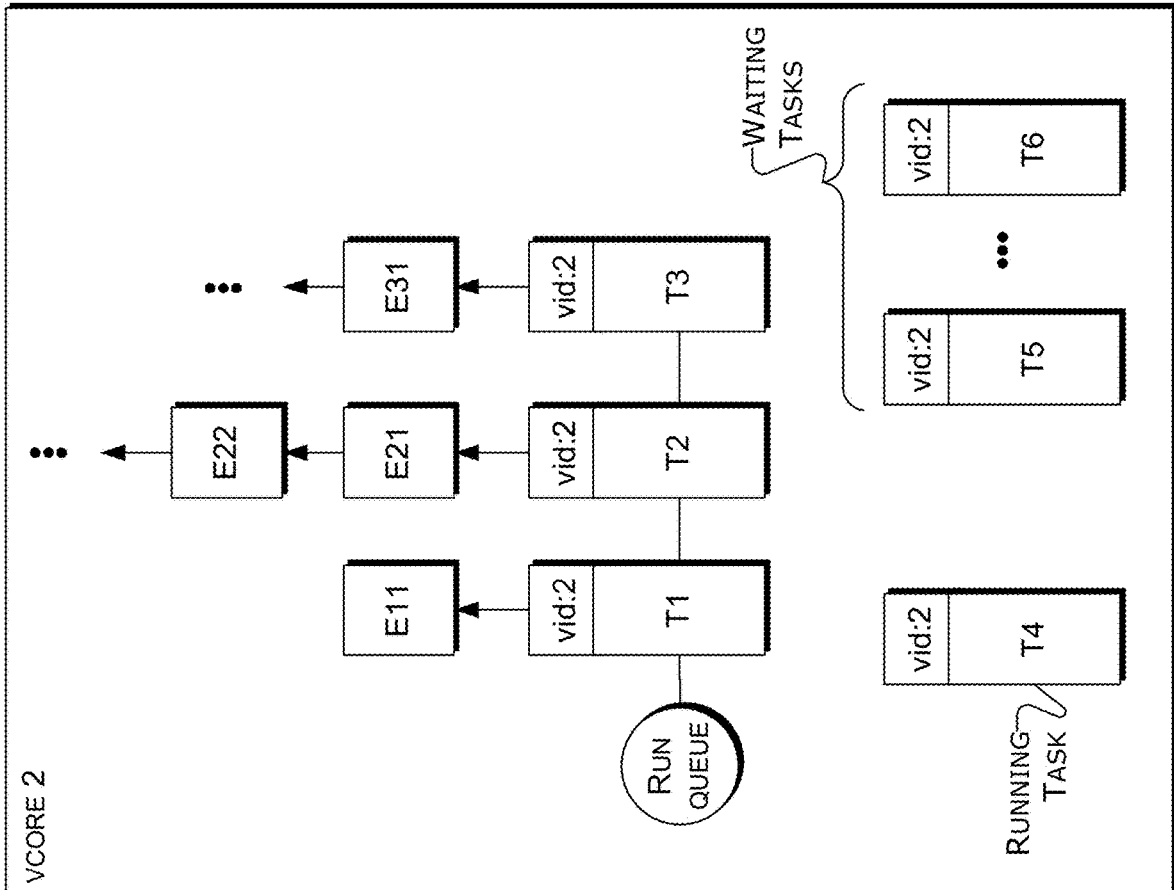 VCORE 2
E22
E11
E21
E31
vid:2
vid:2
vid:2
T1
T2
T3
RUN
QUEUE
WAITING
TASKS
RUNNING
TASK
vid:2
vid:2
vid:2
T4
T5
T6